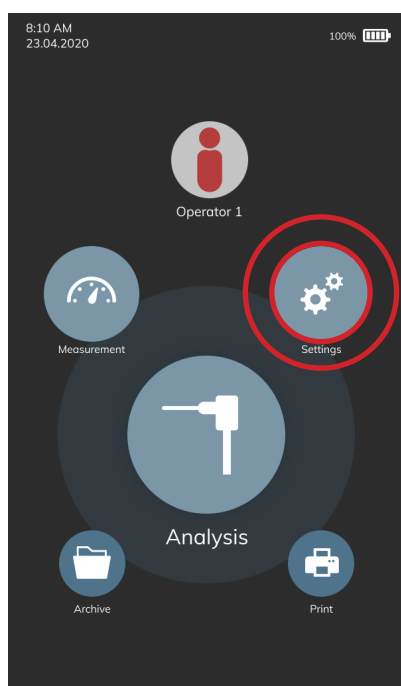 8:10 AM
23.04.2020
100%
Operator 1
Measurement
Settings
Analysis
Archive
Print